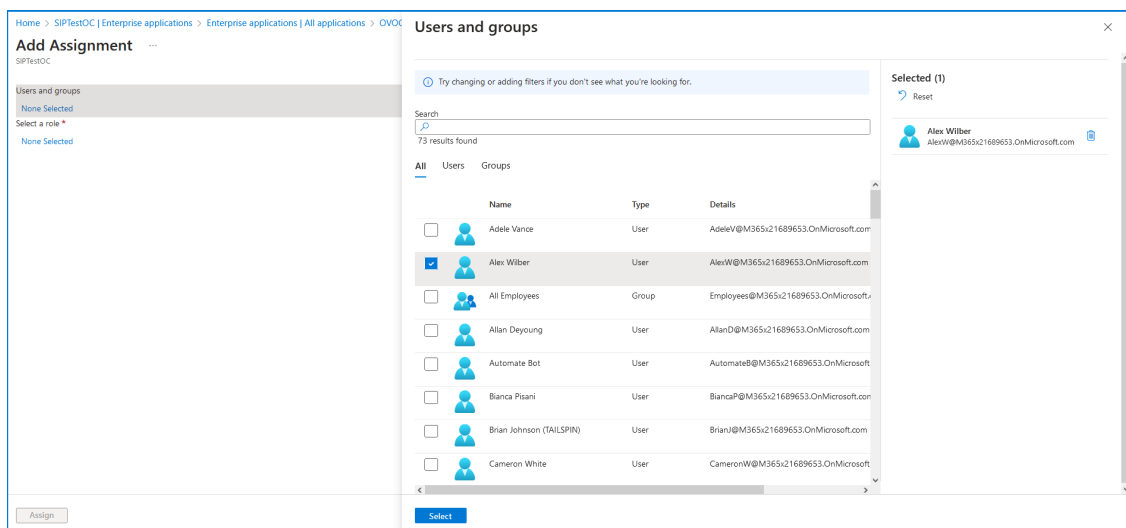 Home > SIPTestOC | Enterprise applications > Enterprise applications | All applications > OVOC
Add Assignment ...
SIPTestOC
Users and groups
None Selected
Select a role *
None Selected
Assign
Users and groups
Try changing or adding filters if you don't see what you're looking for.
Search
73 results found
All Users Groups
Name Type Details
Adele Vance User AdeleV@M365x21689653.OnMicrosoft.com
Alex Wilber User AlexW@M365x21689653.OnMicrosoft.com
All Employees Group Employees@M365x21689653.OnMicrosoft.
Allan Deyoung User AllanD@M365x21689653.OnMicrosoft.com
Automate Bot User AutomateB@M365x21689653.OnMicrosoft
Bianca Pisani User BiancaP@M365x21689653.OnMicrosoft.com
Brian Johnson (TAILSPIN) User BrianJ@M365x21689653.OnMicrosoft.com
Cameron White User CameronW@M365x21689653.OnMicrosoft
Select
Selected (1)
Reset
Alex Wilber
AlexW@M365x21689653.OnMicrosoft.com